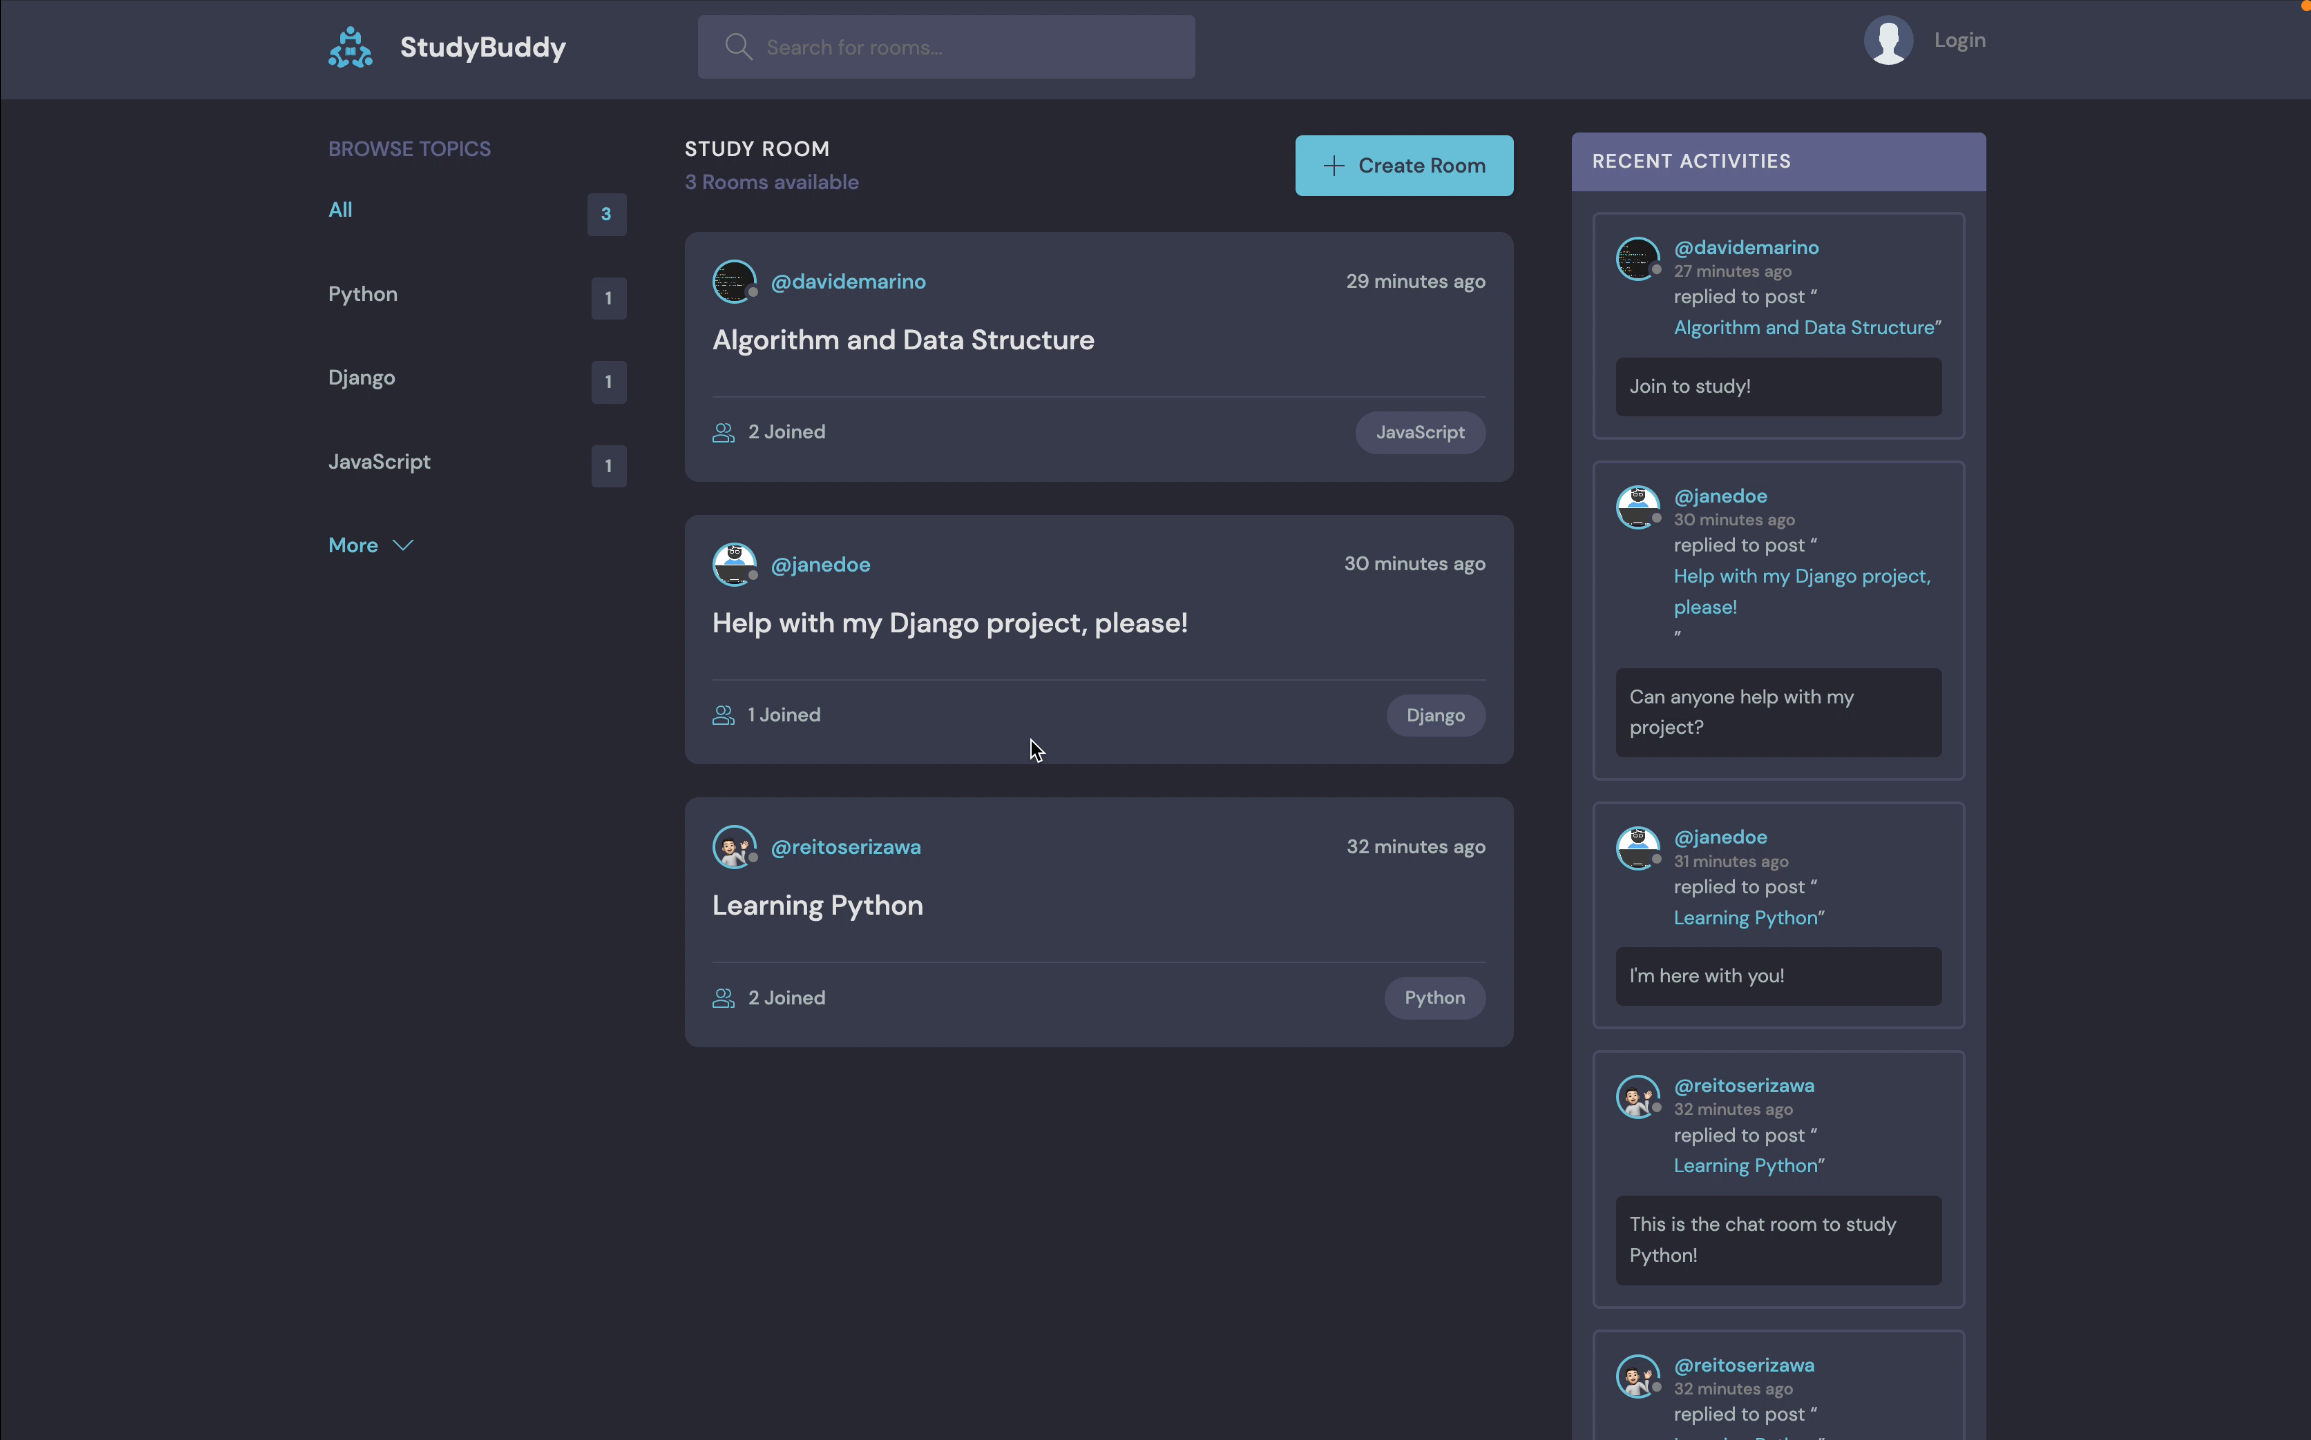 StudyBuddy
Search for rooms...
Login
BROWSE TOPICS
All
3
Python
1
Django
1
JavaScript
1
More
STUDY ROOM
3 Rooms available
Create Room
@davidemarino
29 minutes ago
Algorithm and Data Structure
2 Joined
JavaScript
@janedoe
30 minutes ago
Help with my Django project, please!
1 Joined
Django
@reitoserizawa
32 minutes ago
Learning Python
2 Joined
Python
RECENT ACTIVITIES
@davidemarino
27 minutes ago
replied to post “
Algorithm and Data Structure”
Join to study!
@janedoe
30 minutes ago
replied to post “
Help with my Django project,
please!
”
Can anyone help with my
project?
@janedoe
31 minutes ago
replied to post “
Learning Python”
I'm here with you!
@reitoserizawa
32 minutes ago
replied to post “
Learning Python”
This is the chat room to study
Python!
@reitoserizawa
32 minutes ago
replied to post “